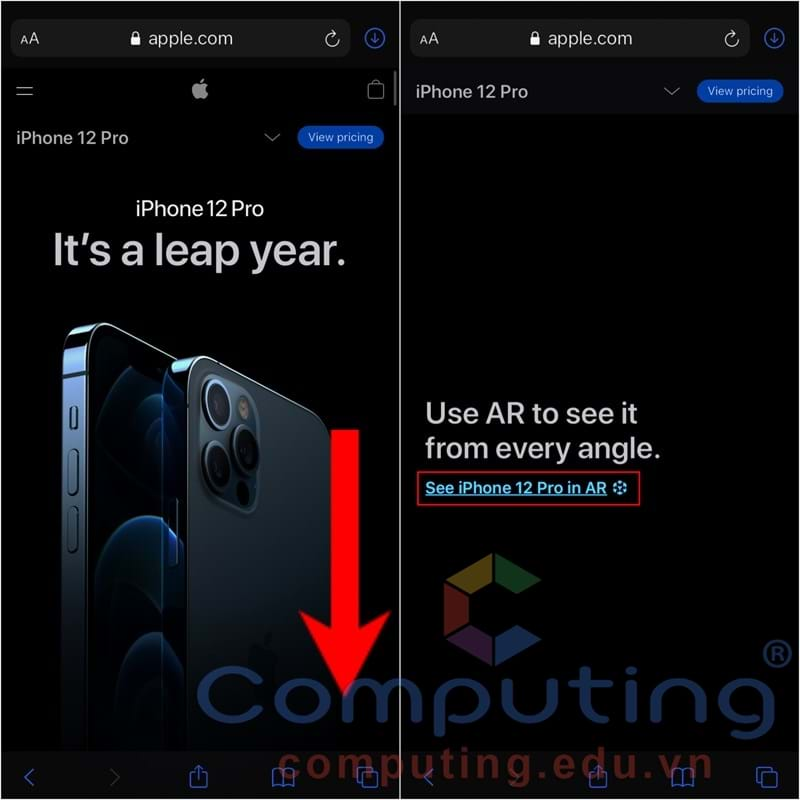 AA apple.com
iPhone 12 Pro
View pricing
iPhone 12 Pro
It's a leap year.
AA apple.com
iPhone 12 Pro
View pricing
Use AR to see it
from every angle.
See iPhone 12 Pro in AR
Computing®
computing.edu.vn